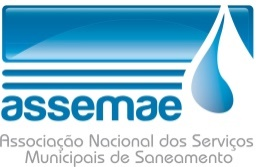 assemae
Associação Nacional dos Serviços
Municipais de Saneamento